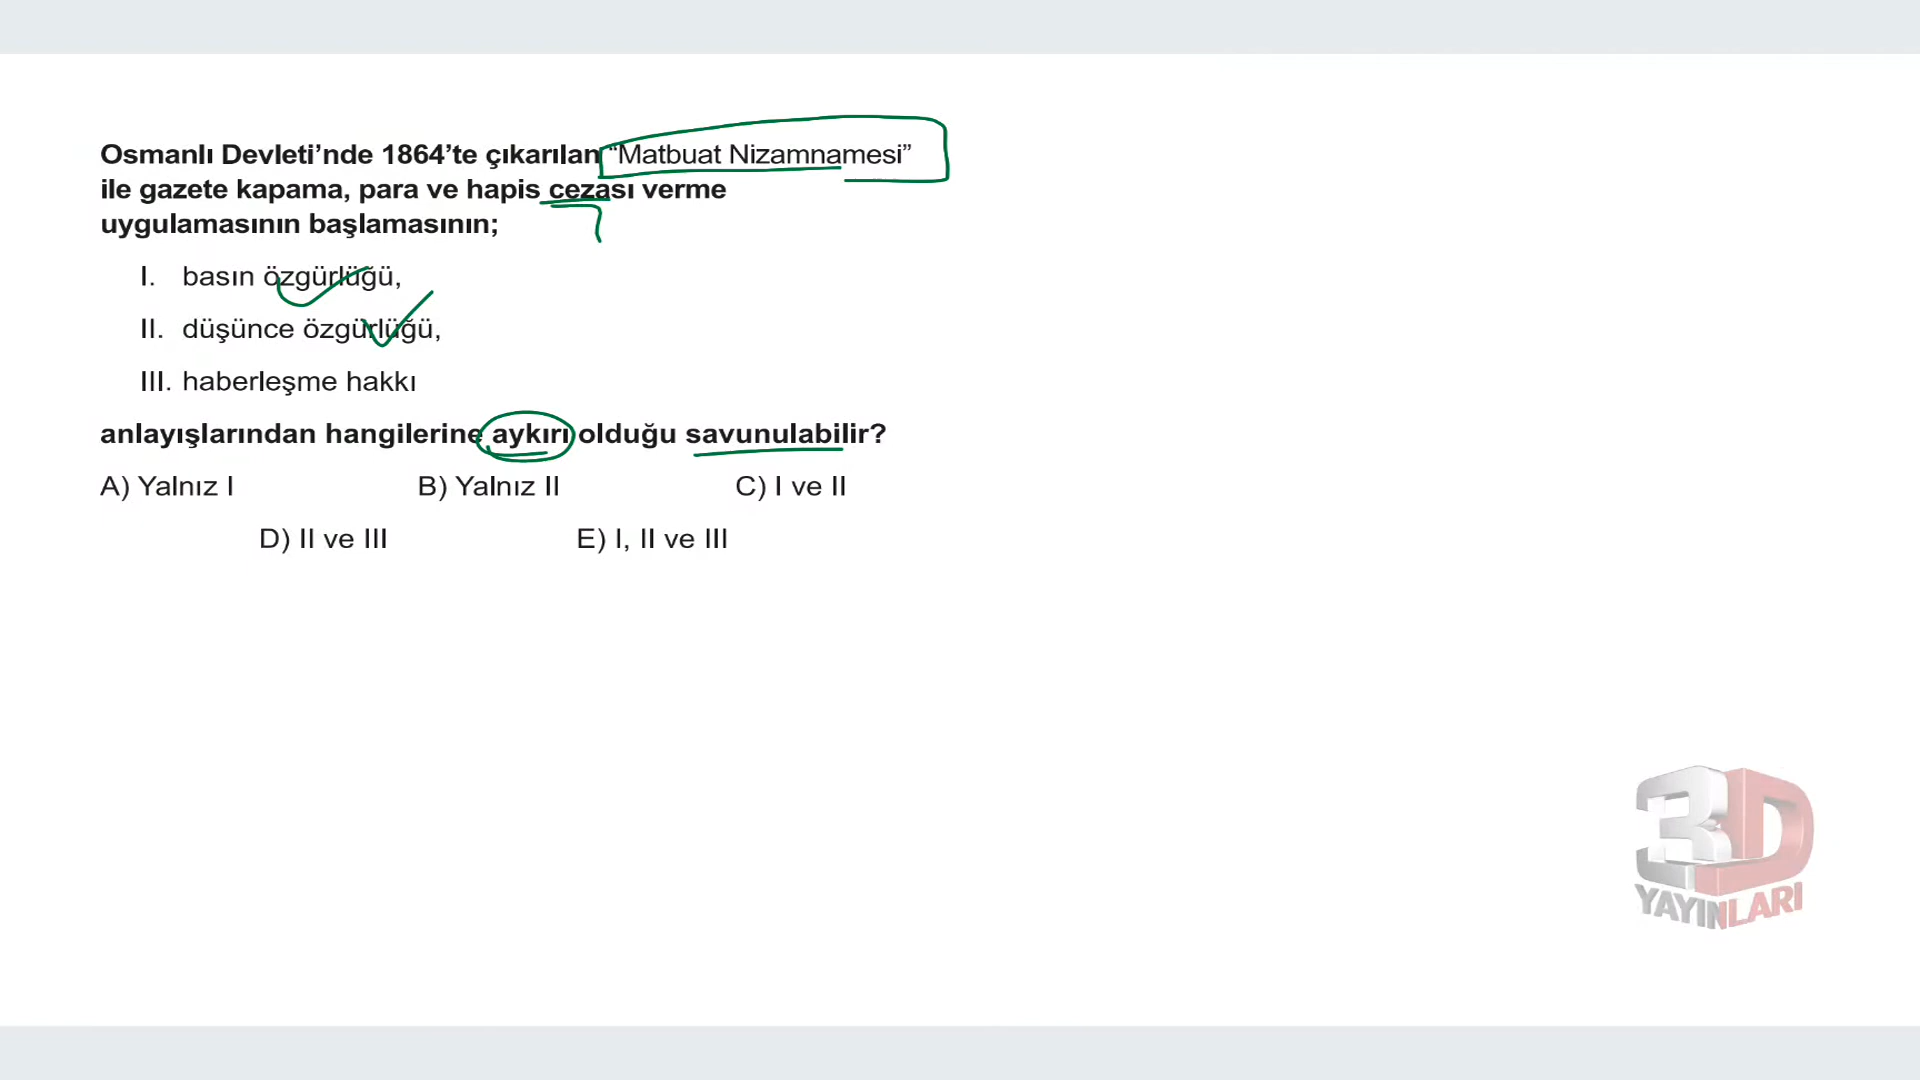 Osmanlı Devleti’nde 1864’te çıkarılan “Matbuat Nizamnamesi”
ile gazete kapama, para ve hapis cezası verme
uygulamasının başlamasının;
I. basın özgürlüğü,
II. düşünce özgürlüğü,
III. haberleşme hakkı
anlayışlarından hangilerine aykırı olduğu savunulabilir?
A) Yalnız I B) Yalnız II C) I ve II
D) II ve III E) I, II ve III
3D
YAYINLARI